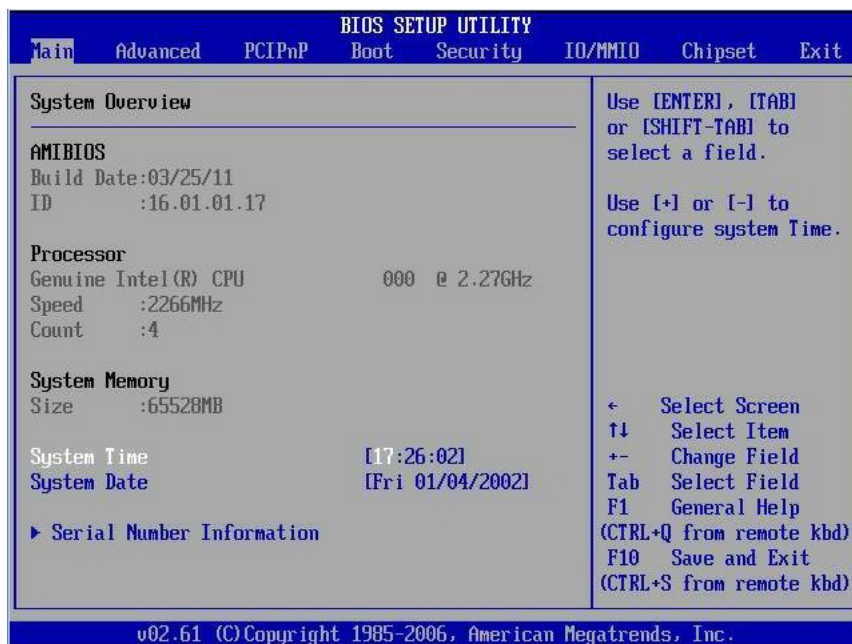 BIOS SETUP UTILITY
Main Advanced PCIPnP Boot Security IO/MMIO Chipset Exit
System Overview
AMIBIOS
Build Date:03/25/11
ID :16.01.01.17
Processor
Genuine Intel(R) CPU 000 @ 2.27GHz
Speed :2266MHz
Count :4
System Memory
Size :65528MB
System Time [17:26:02]
System Date [Fri 01/04/2002]
▶ Serial Number Information
Use [ENTER], [TAB]
or [SHIFT-TAB] to
select a field.
Use [+] or [-] to
configure system Time.
← Select Screen
↑↓ Select Item
+- Change Field
Tab Select Field
F1 General Help
(CTRL+Q from remote kbd)
F10 Save and Exit
(CTRL+S from remote kbd)
v02.61 (C)Copyright 1985-2006, American Megatrends, Inc.